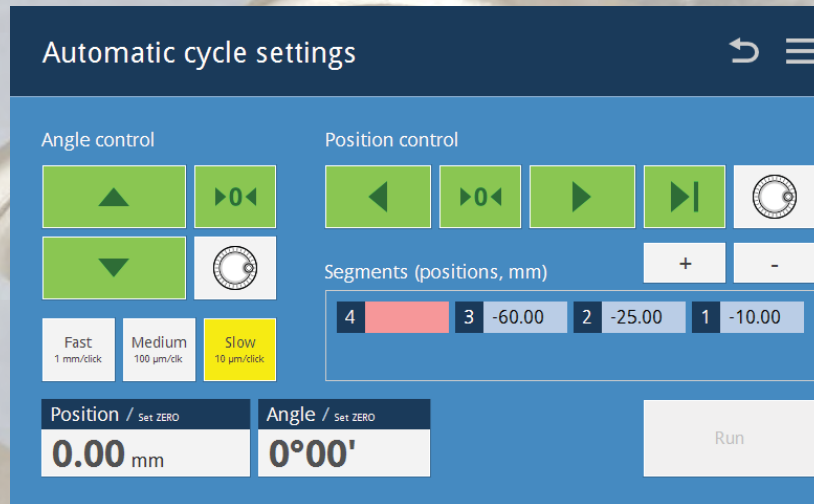 Automatic cycle settings
Angle control
▶0◀
Fast
1 mm/click
Medium
100 µm/clk
Slow
10 µm/click
Position control
▶0◀
+
-
Segments (positions, mm)
4
3 -60.00
2 -25.00
1 -10.00
Position / Set ZERO
0.00 mm
Angle / Set ZERO
0°00'
Run